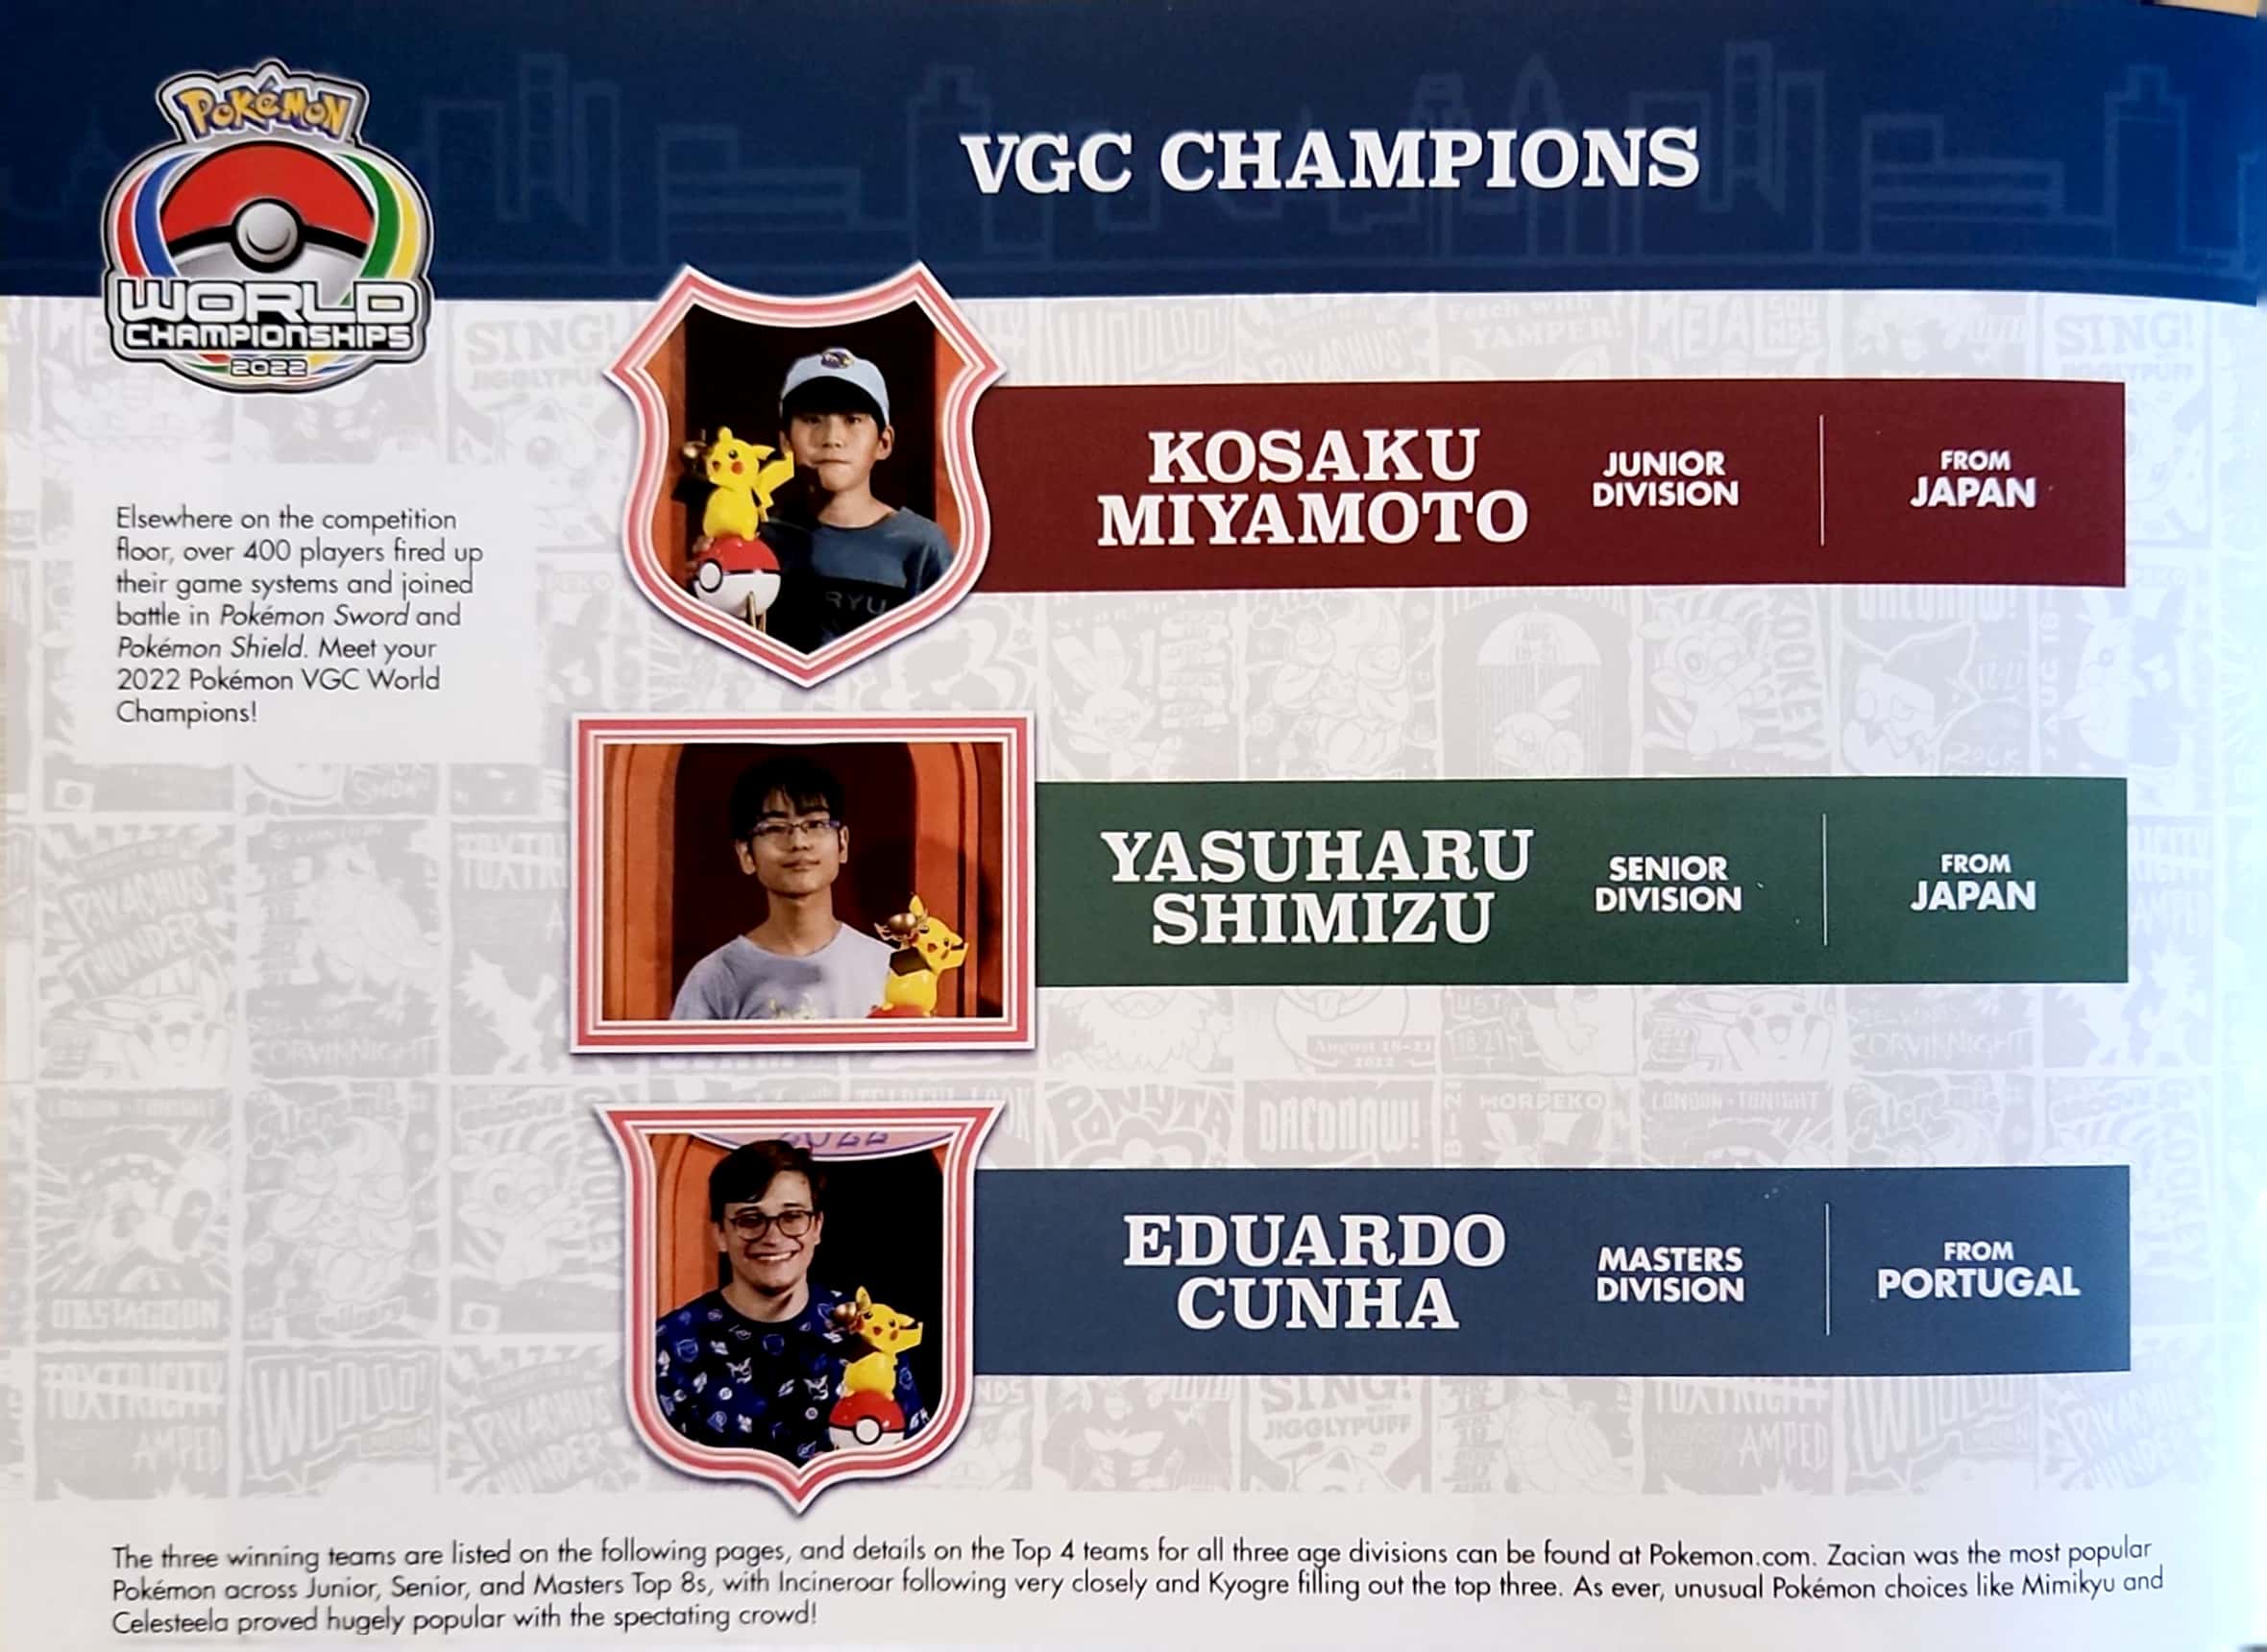 POKéMON
WORLD
CHAMPIONSHIPS
2022
VGC CHAMPIONS
Elsewhere on the competition
floor, over 400 players fired up
their game systems and joined
battle in Pokémon Sword and
Pokémon Shield. Meet your
2022 Pokémon VGC World
Champions!
RYU
KOSAKU
MIYAMOTO
JUNIOR
DIVISION
FROM
JAPAN
YASUHARU
SHIMIZU
SENIOR
DIVISION
FROM
JAPAN
2022
EDUARDO
CUNHA
MASTERS
DIVISION
FROM
PORTUGAL
The three winning teams are listed on the following pages, and details on the Top 4 teams for all three age divisions can be found at Pokemon.com. Zacian was the most popular
Pokémon across Junior, Senior, and Masters Top 8s, with Incineroar following very closely and Kyogre filling out the top three. As ever, unusual Pokémon choices like Mimikyu and
Celesteela proved hugely popular with the spectating crowd!